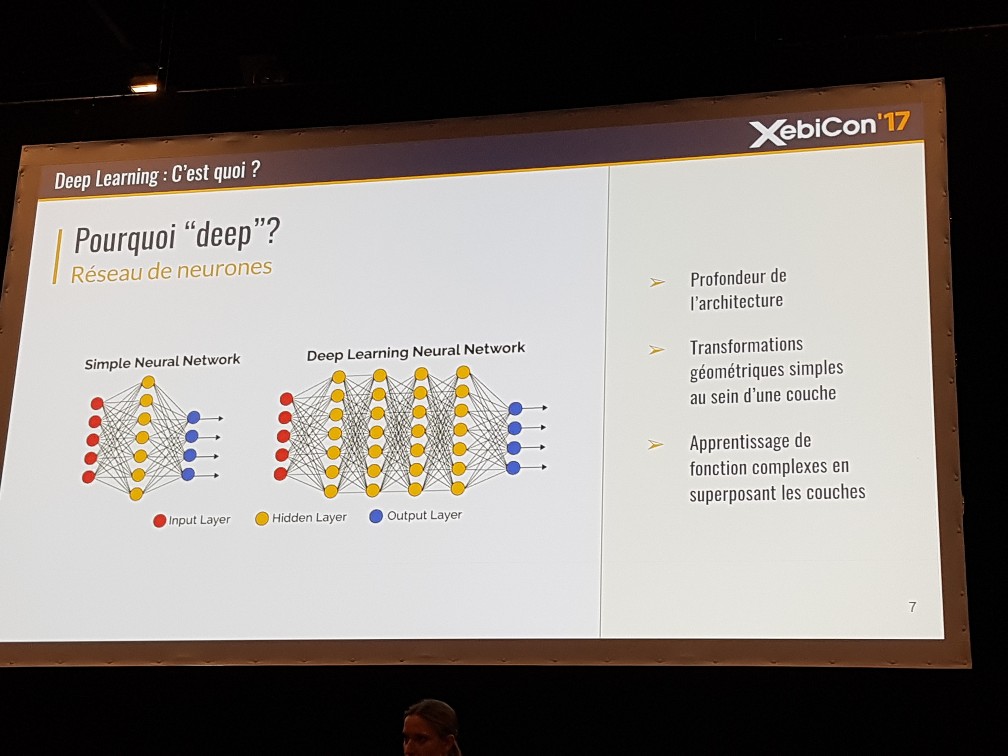 XebiCon'17
Deep Learning : C'est quoi ?
Pourquoi “deep”?
Réseau de neurones
Simple Neural Network
Deep Learning Neural Network
Input Layer
Hidden Layer
Output Layer
➢ Profondeur de
l'architecture
➢ Transformations
géométriques simples
au sein d'une couche
➢ Apprentissage de
fonction complexes en
superposant les couches
7